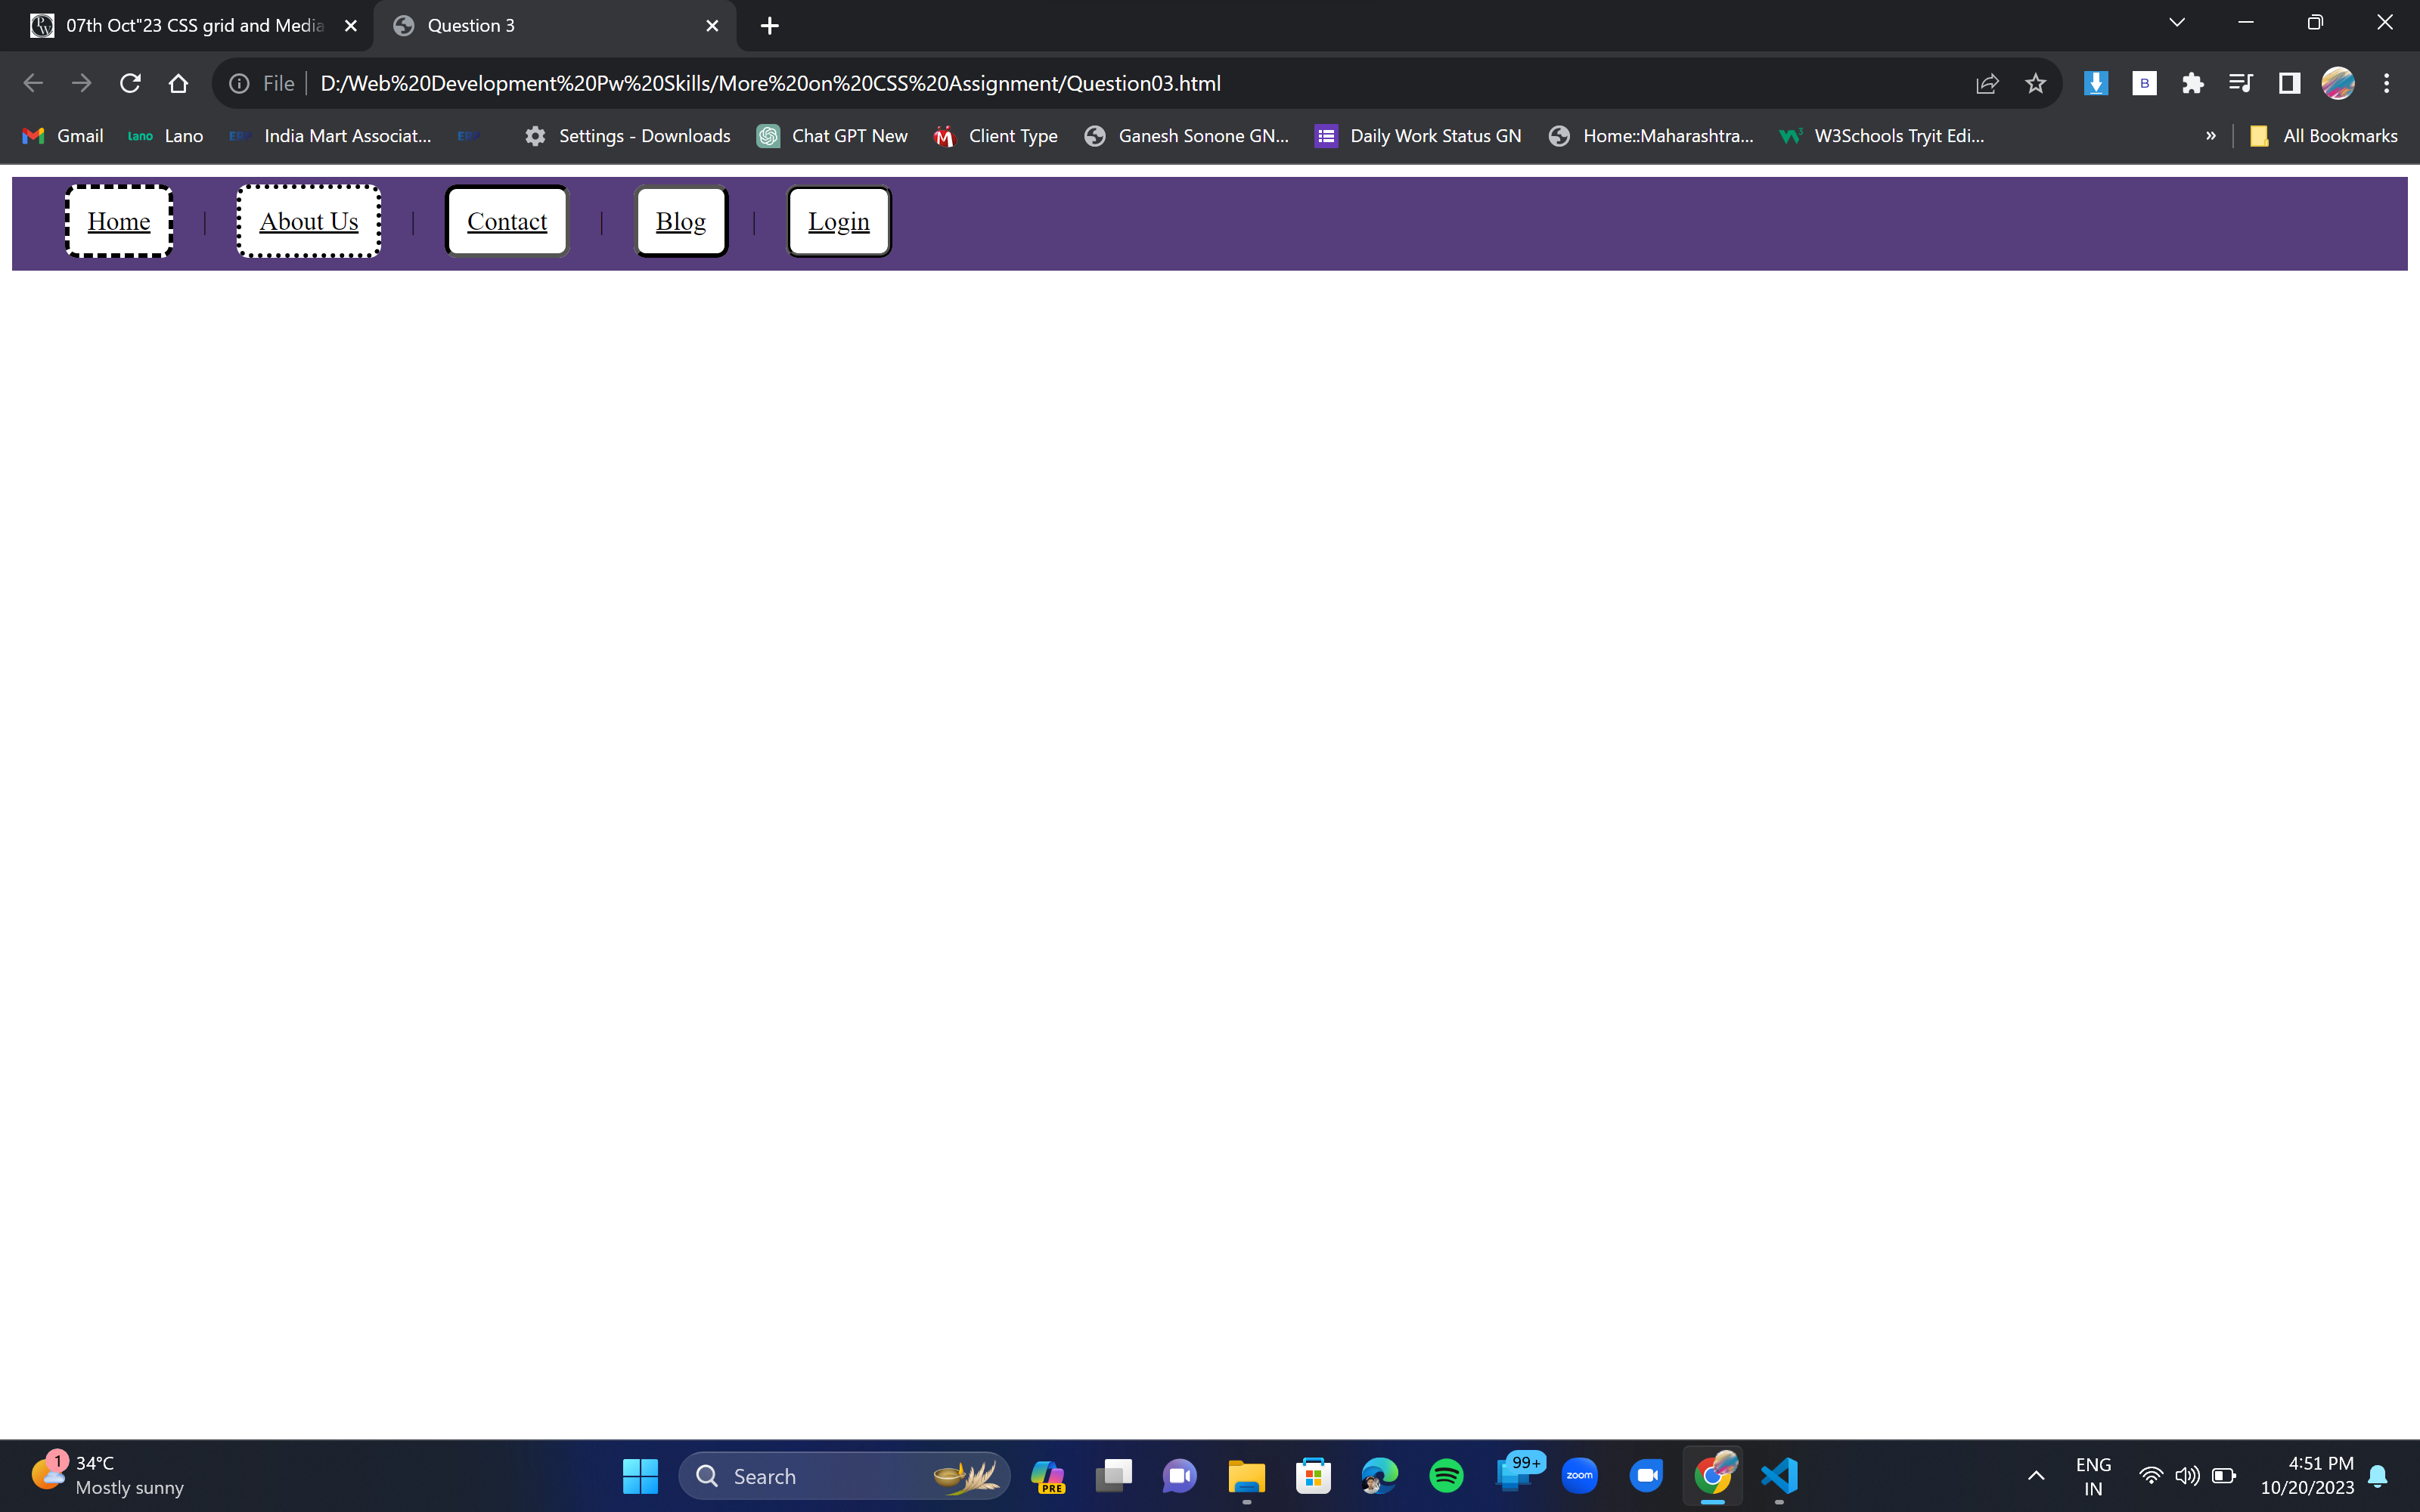 07th Oct"23 CSS grid and Media
Question 3
File D:/Web%20Development%20Pw%20Skills/More%20on%20CSS%20Assignment/Question03.html
B
Gmail lano Lano India Mart Associat... Settings - Downloads Chat GPT New Client Type Ganesh Sonone GN... Daily Work Status GN Home::Maharashtra... W3Schools Tryit Edi... » All Bookmarks
Home | About Us | Contact | Blog | Login
1 34°C
Mostly sunny
Search
PRE
99+
zoom
ENG
IN
4:51 PM
10/20/2023